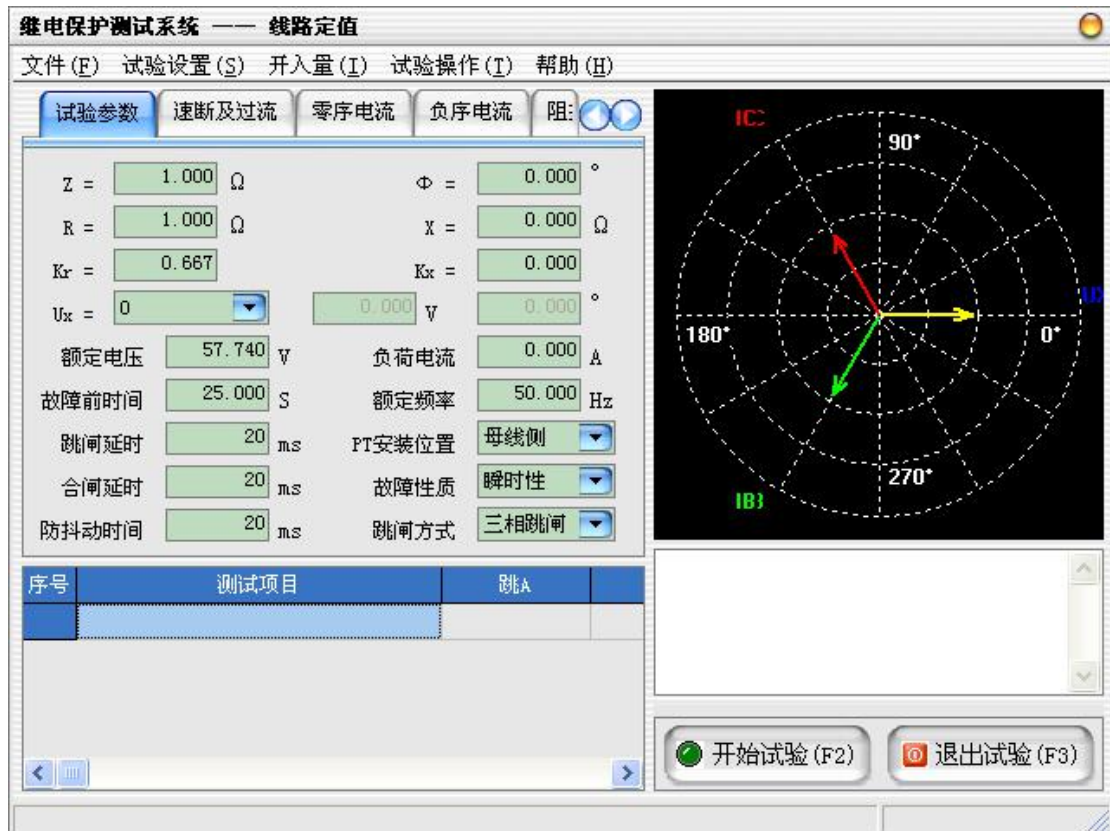 继电保护测试系统 —— 线路定值
文件(F) 试验设置(S) 开入量(I) 试验操作(T) 帮助(H)
试验参数 速断及过流 零序电流 负序电流 阻
Z = 1.000 Ω Φ = 0.000 °
R = 1.000 Ω X = 0.000 Ω
Kr = 0.667 Kx = 0.000
Ux = 0 0.000 V 0.000 °
额定电压 57.740 V 负荷电流 0.000 A
故障前时间 25.000 S 额定频率 50.000 Hz
跳闸延时 20 ms PT安装位置 母线侧
合闸延时 20 ms 故障性质 瞬时性
防抖动时间 20 ms 跳闸方式 三相跳闸
90°
180°
0°
270°
序号 测试项目 跳A
开始试验(F2) 退出试验(F3)